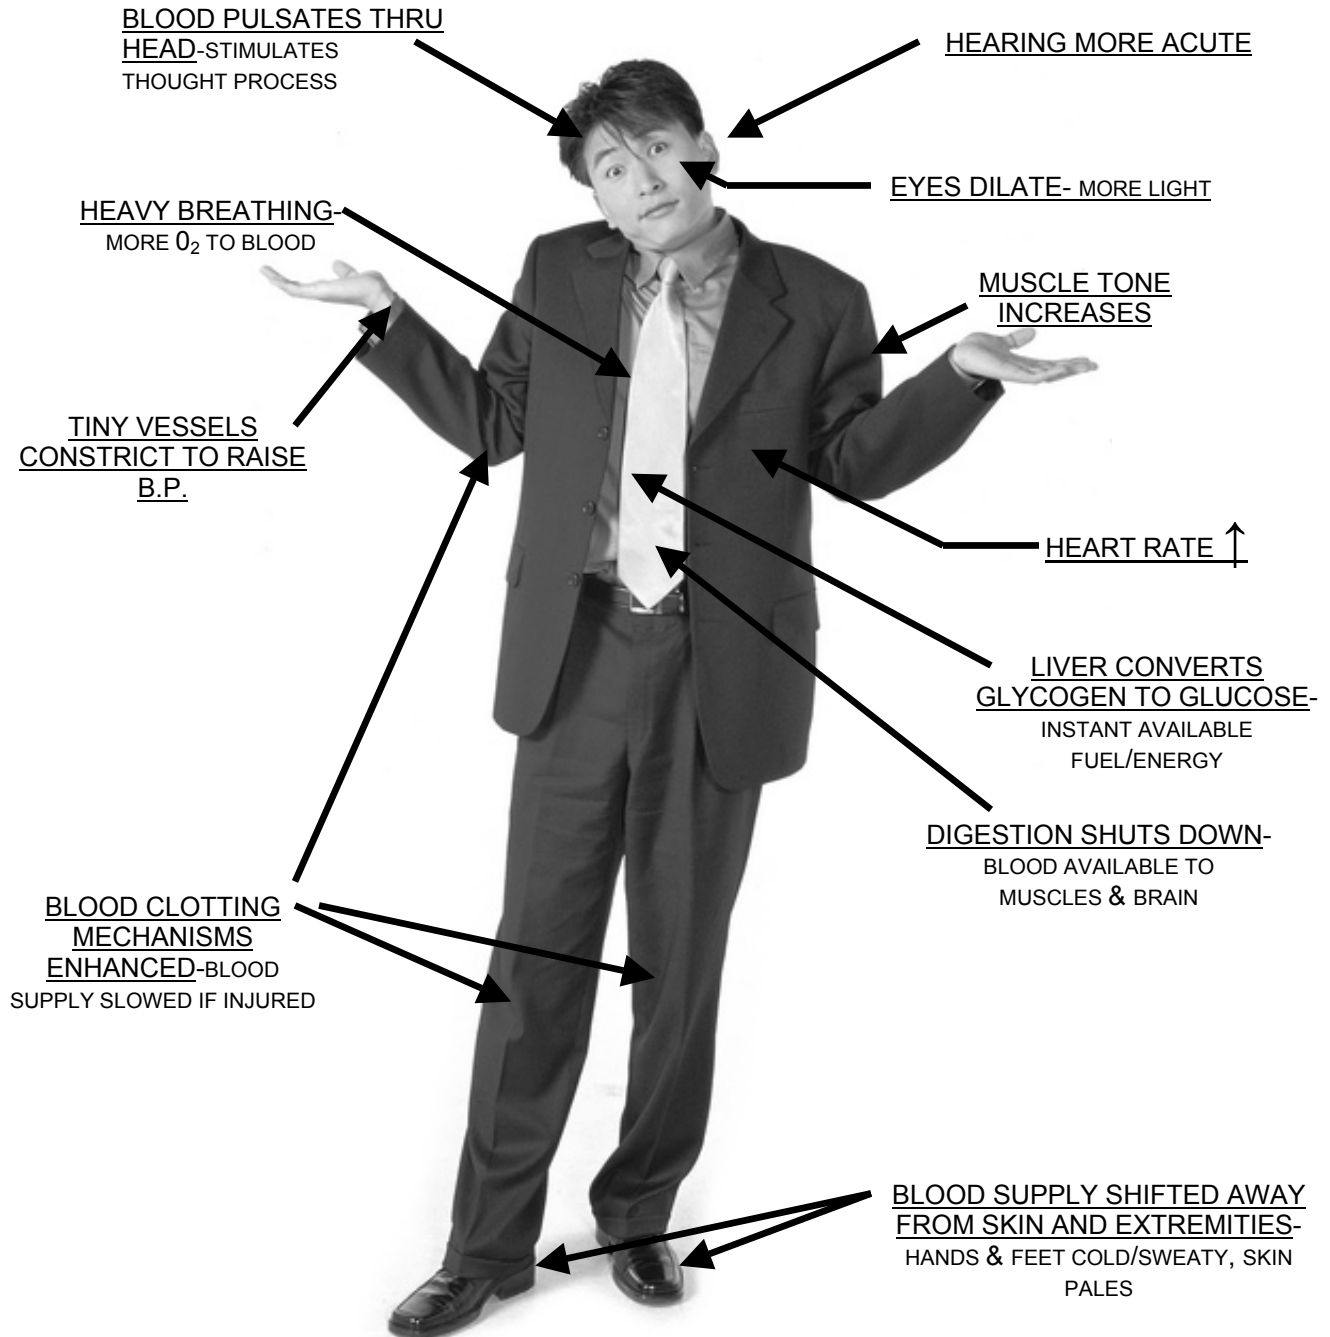 BLOOD PULSATES THRU
HEAD-STIMULATES
THOUGHT PROCESS
HEARING MORE ACUTE
EYES DILATE- MORE LIGHT
HEAVY BREATHING-
MORE 0₂ TO BLOOD
MUSCLE TONE
INCREASES
TINY VESSELS
CONSTRICT TO RAISE
B.P.
HEART RATE ↑
LIVER CONVERTS
GLYCOGEN TO GLUCOSE-
INSTANT AVAILABLE
FUEL/ENERGY
DIGESTION SHUTS DOWN-
BLOOD AVAILABLE TO
MUSCLES & BRAIN
BLOOD CLOTTING
MECHANISMS
ENHANCED-BLOOD
SUPPLY SLOWED IF INJURED
BLOOD SUPPLY SHIFTED AWAY
FROM SKIN AND EXTREMITIES-
HANDS & FEET COLD/SWEATY, SKIN
PALES